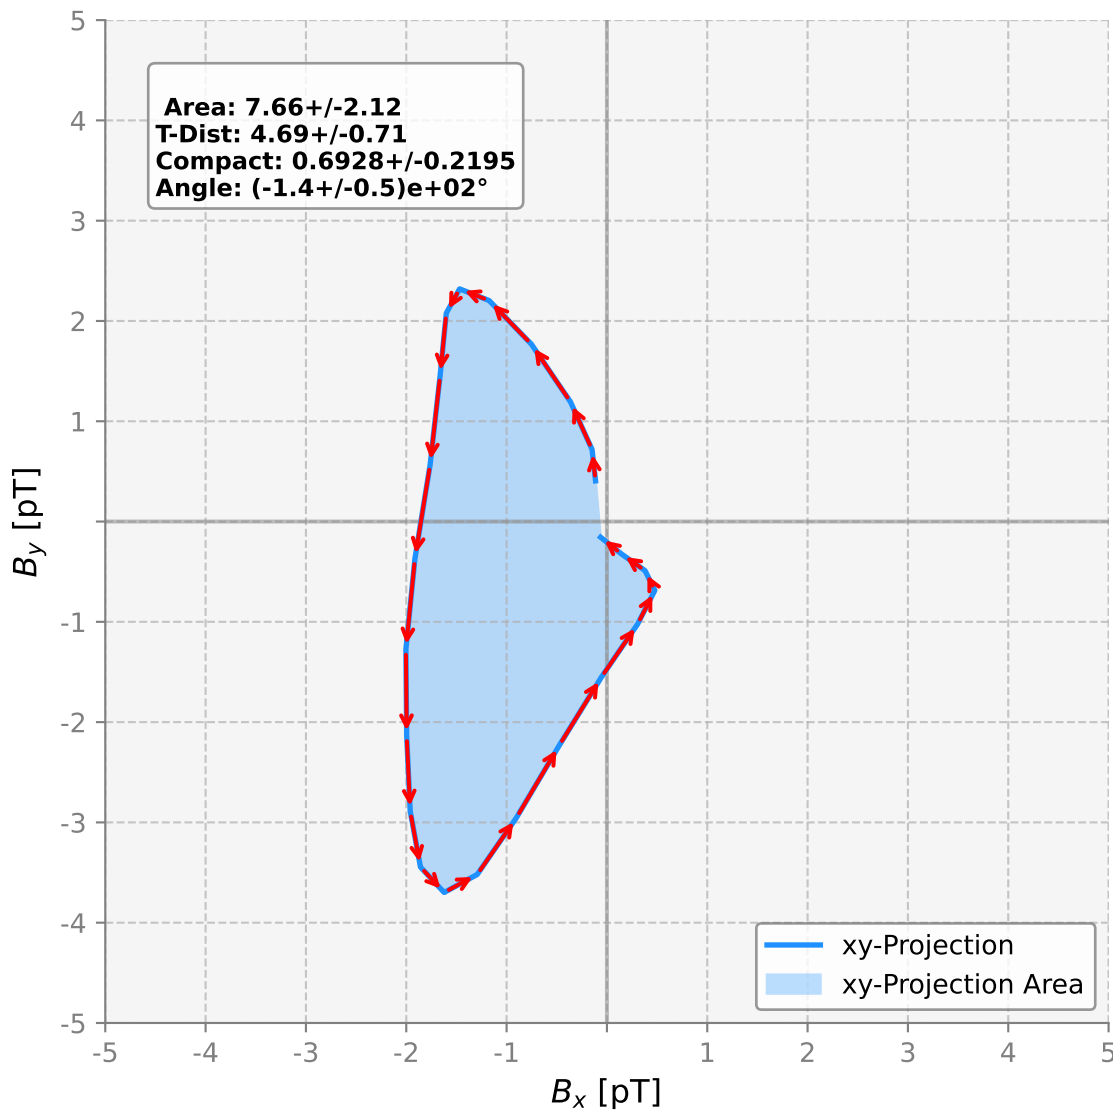 5
4
3
2
1
-1
-2
-3
-4
-5
Area: 7.66+/-2.12
T-Dist: 4.69+/-0.71
Compact: 0.6928+/-0.2195
Angle: (-1.4+/-0.5)e+02°
B_y [pT]
xy-Projection
xy-Projection Area
-5 -4 -3 -2 -1 1 2 3 4 5
B_x [pT]